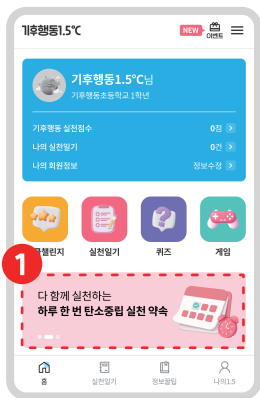 기후행동1.5℃
NEW
이벤트
기후행동1.5℃님
기후행동초등학교 1학년
기후행동 실천점수 0점
나의 실천일기 0건
나의 회원정보 정보수정
챌린지 실천일기 퀴즈 게임
1
다 함께 실천하는
하루 한 번 탄소중립 실천 약속
홈 실천일기 정보꿀팁 나의1.5